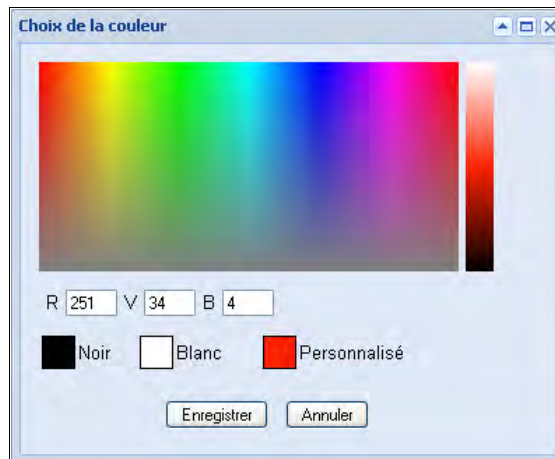 Choix de la couleur
R 251 V 34 B 4
Noir Blanc Personnalisé
Enregistrer Annuler